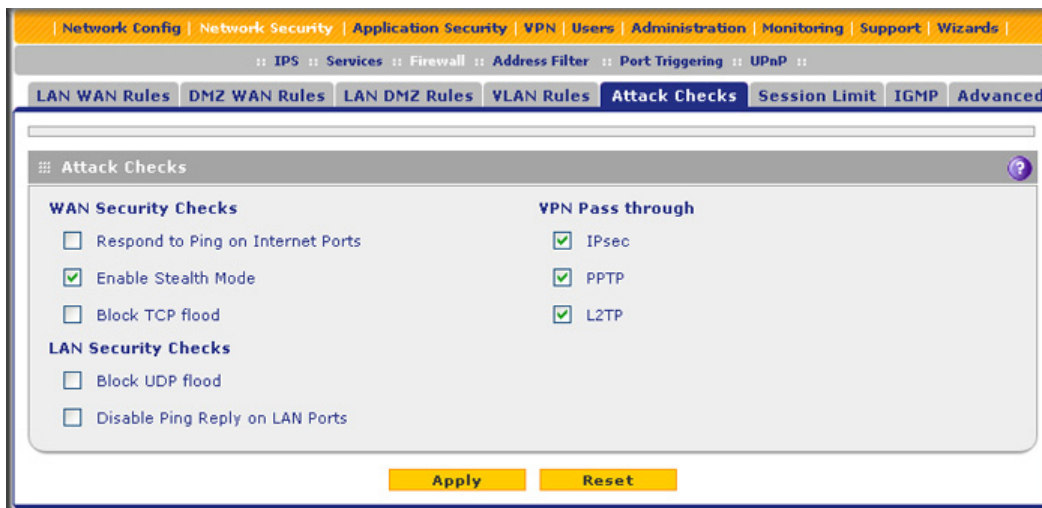 | Network Config | Network Security | Application Security | VPN | Users | Administration | Monitoring | Support | Wizards |
:: IPS :: Services :: Firewall :: Address Filter :: Port Triggering :: UPnP ::
LAN WAN Rules DMZ WAN Rules LAN DMZ Rules VLAN Rules Attack Checks Session Limit IGMP Advanced
Attack Checks ?
WAN Security Checks
Respond to Ping on Internet Ports
Enable Stealth Mode
Block TCP flood
LAN Security Checks
Block UDP flood
Disable Ping Reply on LAN Ports
VPN Pass through
IPsec
PPTP
L2TP
Apply Reset